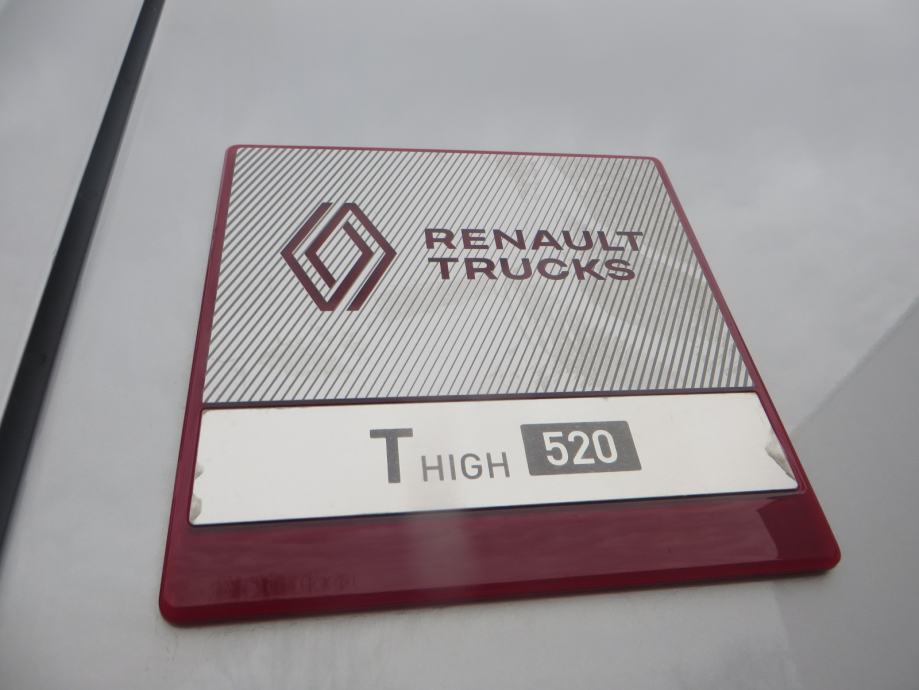 RENAULT
TRUCKS
T HIGH 520